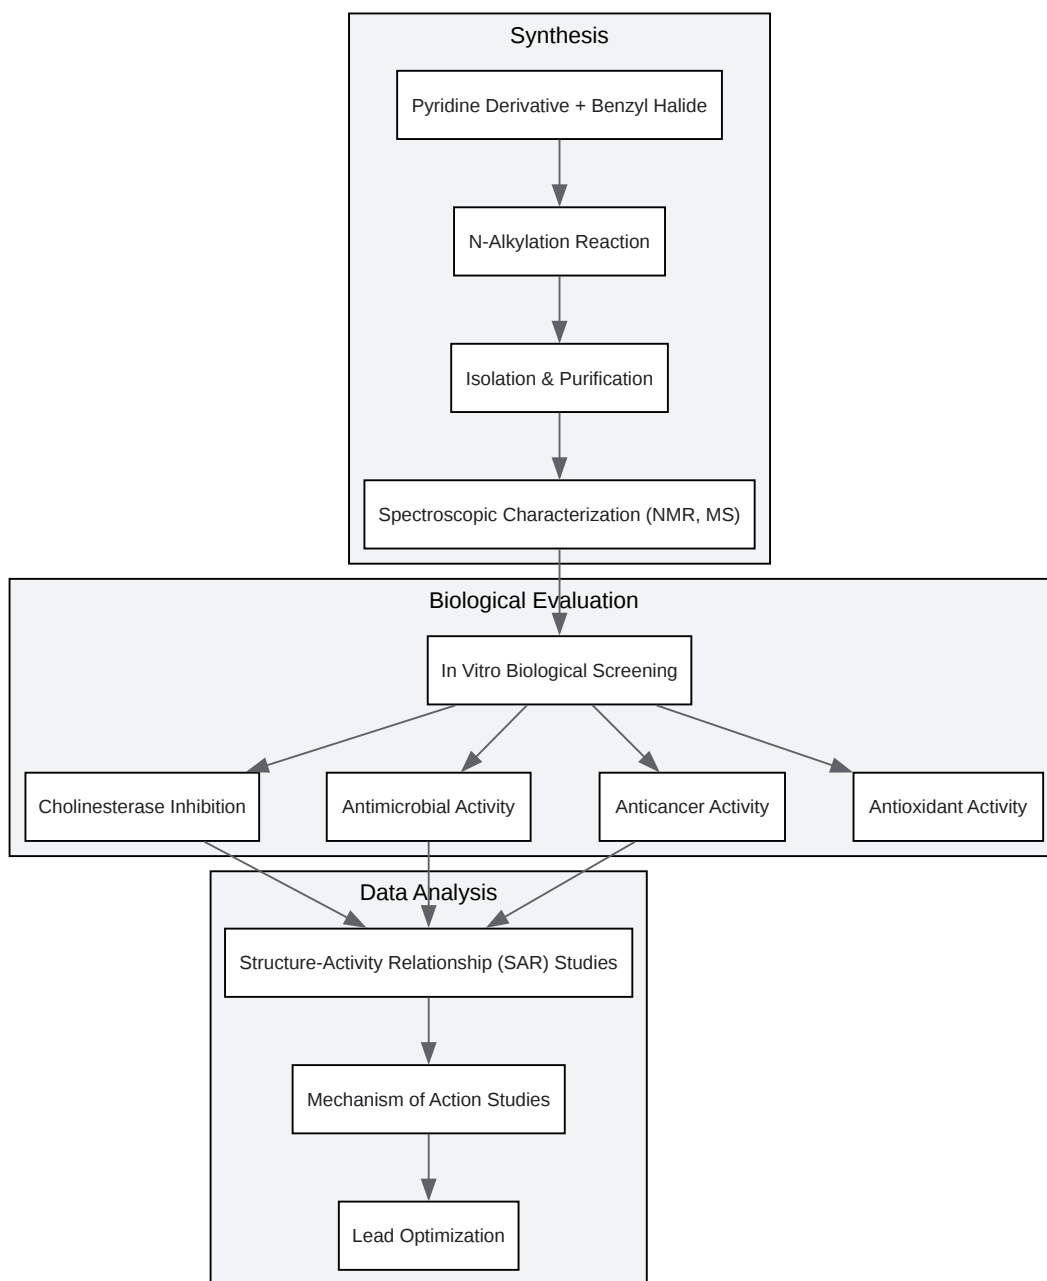 Synthesis
Pyridine Derivative + Benzyl Halide
N-Alkylation Reaction
Isolation & Purification
Spectroscopic Characterization (NMR, MS)
Biological Evaluation
In Vitro Biological Screening
Cholinesterase Inhibition
Antimicrobial Activity
Anticancer Activity
Antioxidant Activity
Data Analysis
Structure-Activity Relationship (SAR) Studies
Mechanism of Action Studies
Lead Optimization